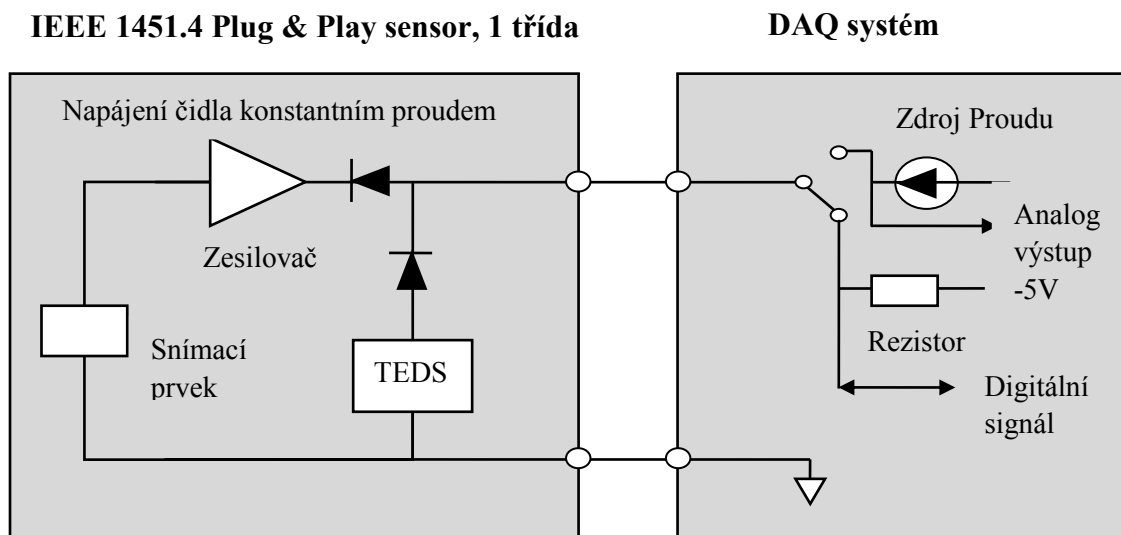 IEEE 1451.4 Plug & Play sensor, 1 třída
DAQ systém
Napájení čidla konstantním proudem
Zdroj Proudu
Zesilovač
Analog
výstup
-5V
Snímací
prvek
TEDS
Rezistor
Digitální
signál